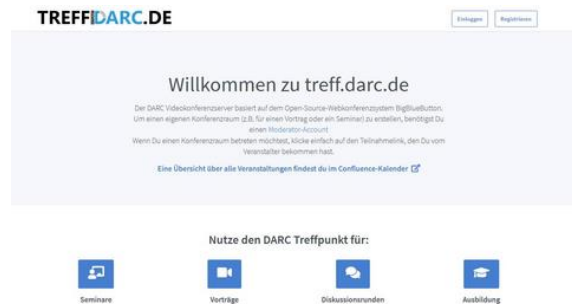 TREFF.DARC.DE
Einloggen
Registrieren
Willkommen zu treff.darc.de
Der DARC Videokonferenzserver basiert auf dem Open-Source-Webkonferenzsystem BigBlueButton.
Um einen eigenen Konferenzraum (z.B. für einen Vortrag oder ein Seminar) zu erstellen, benötigst Du
einen Moderator-Account
Wenn Du einen Konferenzraum betreten möchtest, klicke einfach auf den Teilnahmelink, den Du vom
Veranstalter bekommen hast.
Eine Übersicht über alle Veranstaltungen findest du im Confluence-Kalender
Nutze den DARC Treffpunkt für:
Seminare
Vorträge
Diskussionsrunden
Ausbildung